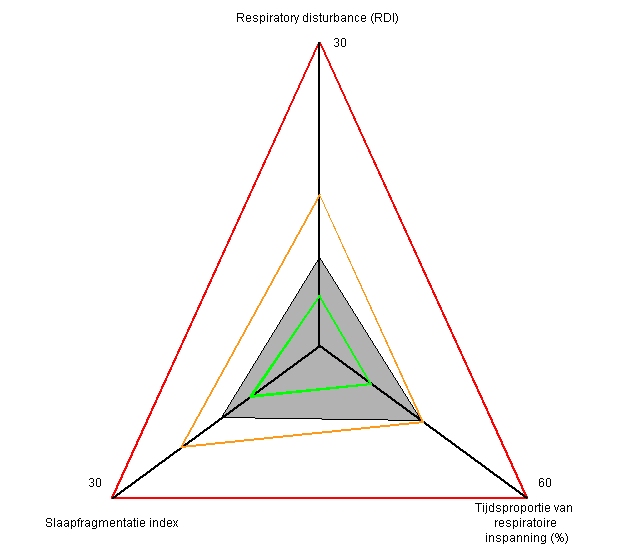 Respiratory disturbance (RDI)
30
30
60
Slaapfragmentatie index
Tijdsproportie van
respiratoire
inspanning (%)